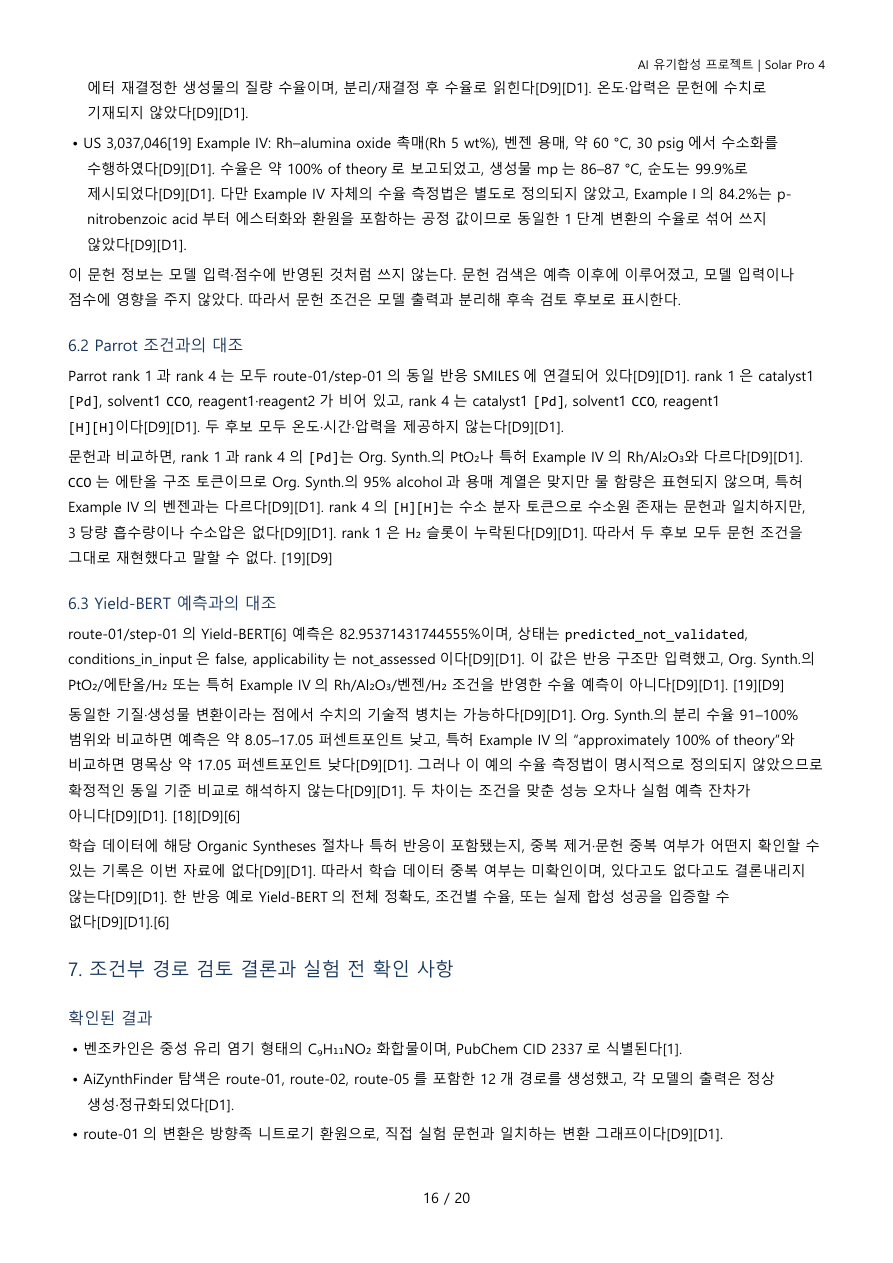 AI 유기합성 프로젝트 | Solar Pro 4
에터 재결정한 생성물의 질량 수율이며, 분리/재결정 후 수율로 읽힌다[D9][D1]. 온도·압력은 문헌에 수치로
기재되지 않았다[D9][D1].
• US 3,037,046[19] Example IV: Rh–alumina oxide 촉매(Rh 5 wt%), 벤젠 용매, 약 60 °C, 30 psig 에서 수소화를
수행하였다[D9][D1]. 수율은 약 100% of theory 로 보고되었고, 생성물 mp 는 86–87 °C, 순도는 99.9%로
제시되었다[D9][D1]. 다만 Example IV 자체의 수율 측정법은 별도로 정의되지 않았고, Example I 의 84.2%는 p-
nitrobenzoic acid 부터 에스터화와 환원을 포함하는 공정 값이므로 동일한 1 단계 변환의 수율로 섞어 쓰지
않았다[D9][D1].
이 문헌 정보는 모델 입력·점수에 반영된 것처럼 쓰지 않는다. 문헌 검색은 예측 이후에 이루어졌고, 모델 입력이나
점수에 영향을 주지 않았다. 따라서 문헌 조건은 모델 출력과 분리해 후속 검토 후보로 표시한다.
6.2 Parrot 조건과의 대조
Parrot rank 1 과 rank 4 는 모두 route-01/step-01 의 동일 반응 SMILES 에 연결되어 있다[D9][D1]. rank 1 은 catalyst1
[Pd], solvent1 CCO, reagent1·reagent2 가 비어 있고, rank 4 는 catalyst1 [Pd], solvent1 CCO, reagent1
[H][H]이다[D9][D1]. 두 후보 모두 온도·시간·압력을 제공하지 않는다[D9][D1].
문헌과 비교하면, rank 1 과 rank 4 의 [Pd]는 Org. Synth.의 PtO₂나 특허 Example IV 의 Rh/Al₂O₃와 다르다[D9][D1].
CCO 는 에탄올 구조 토큰이므로 Org. Synth.의 95% alcohol 과 용매 계열은 맞지만 물 함량은 표현되지 않으며, 특허
Example IV 의 벤젠과는 다르다[D9][D1]. rank 4 의 [H][H]는 수소 분자 토큰으로 수소원 존재는 문헌과 일치하지만,
3 당량 흡수량이나 수소압은 없다[D9][D1]. rank 1 은 H₂ 슬롯이 누락된다[D9][D1]. 따라서 두 후보 모두 문헌 조건을
그대로 재현했다고 말할 수 없다. [19][D9]
6.3 Yield-BERT 예측과의 대조
route-01/step-01 의 Yield-BERT[6] 예측은 82.95371431744555%이며, 상태는 predicted_not_validated,
conditions_in_input 은 false, applicability 는 not_assessed 이다[D9][D1]. 이 값은 반응 구조만 입력했고, Org. Synth.의
PtO₂/에탄올/H₂ 또는 특허 Example IV 의 Rh/Al₂O₃/벤젠/H₂ 조건을 반영한 수율 예측이 아니다[D9][D1]. [19][D9]
동일한 기질·생성물 변환이라는 점에서 수치의 기술적 병치는 가능하다[D9][D1]. Org. Synth.의 분리 수율 91–100%
범위와 비교하면 예측은 약 8.05–17.05 퍼센트포인트 낮고, 특허 Example IV 의 “approximately 100% of theory”와
비교하면 명목상 약 17.05 퍼센트포인트 낮다[D9][D1]. 그러나 이 예의 수율 측정법이 명시적으로 정의되지 않았으므로
확정적인 동일 기준 비교로 해석하지 않는다[D9][D1]. 두 차이는 조건을 맞춘 성능 오차나 실험 예측 잔차가
아니다[D9][D1]. [18][D9][6]
학습 데이터에 해당 Organic Syntheses 절차나 특허 반응이 포함됐는지, 중복 제거·문헌 중복 여부가 어떤지 확인할 수
있는 기록은 이번 자료에 없다[D9][D1]. 따라서 학습 데이터 중복 여부는 미확인이며, 있다고도 없다고도 결론내리지
않는다[D9][D1]. 한 반응 예로 Yield-BERT 의 전체 정확도, 조건별 수율, 또는 실제 합성 성공을 입증할 수
없다[D9][D1].[6]
7. 조건부 경로 검토 결론과 실험 전 확인 사항
확인된 결과
• 벤조카인은 중성 유리 염기 형태의 C₉H₁₁NO₂ 화합물이며, PubChem CID 2337 로 식별된다[1].
• AiZynthFinder 탐색은 route-01, route-02, route-05 를 포함한 12 개 경로를 생성했고, 각 모델의 출력은 정상
생성·정규화되었다[D1].
• route-01 의 변환은 방향족 니트로기 환원으로, 직접 실험 문헌과 일치하는 변환 그래프이다[D9][D1].
16 / 20